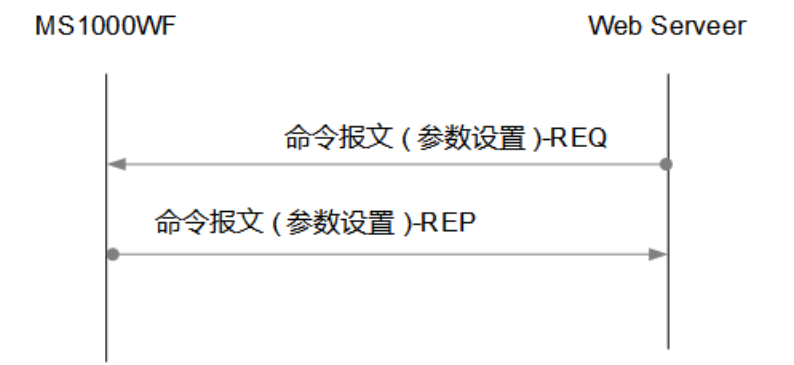 MS1000WF
Web Serveer
命令报文 ( 参数设置 )-REQ
命令报文 ( 参数设置 )-REP